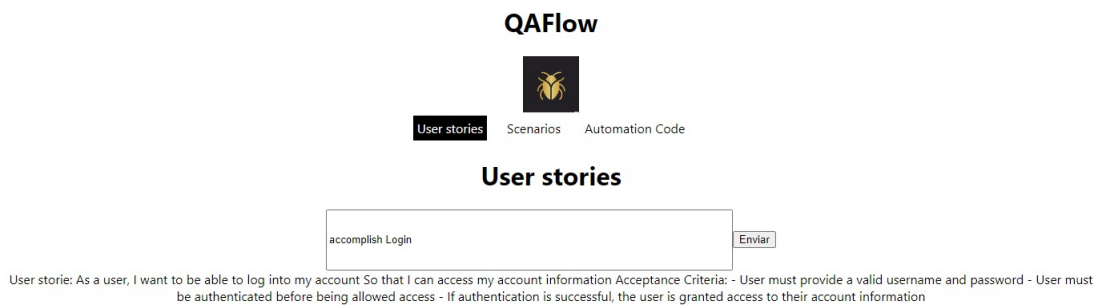 QAFlow
User stories Scenarios Automation Code
User stories
accomplish Login Enviar
User storie: As a user, I want to be able to log into my account So that I can access my account information Acceptance Criteria: - User must provide a valid username and password - User must
be authenticated before being allowed access - If authentication is successful, the user is granted access to their account information